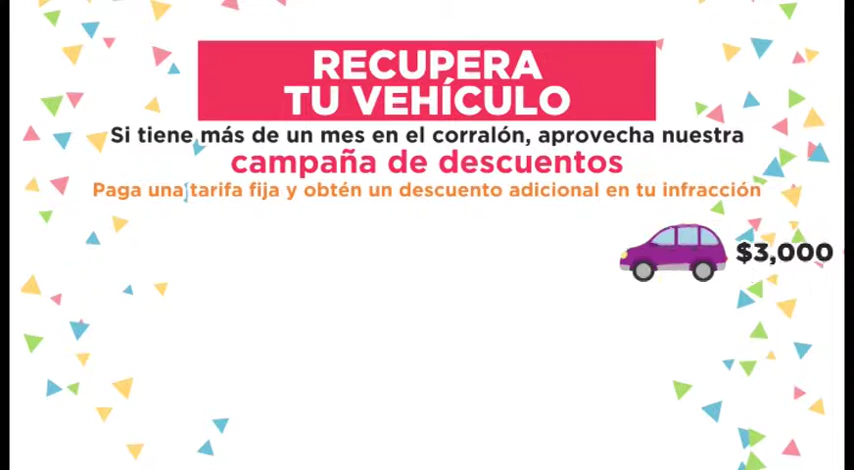 RECUPERA
TU VEHÍCULO
Si tiene más de un mes en el corralón, aprovecha nuestra
campaña de descuentos
Paga una tarifa fija y obtén un descuento adicional en tu infracción
$3,000